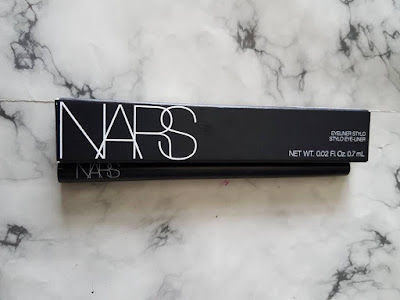 NARS
EYELINER STYLO
STYLO EYE-LINER
NET WT. 0.02 Fl. Oz. 0.7 mL
NARS